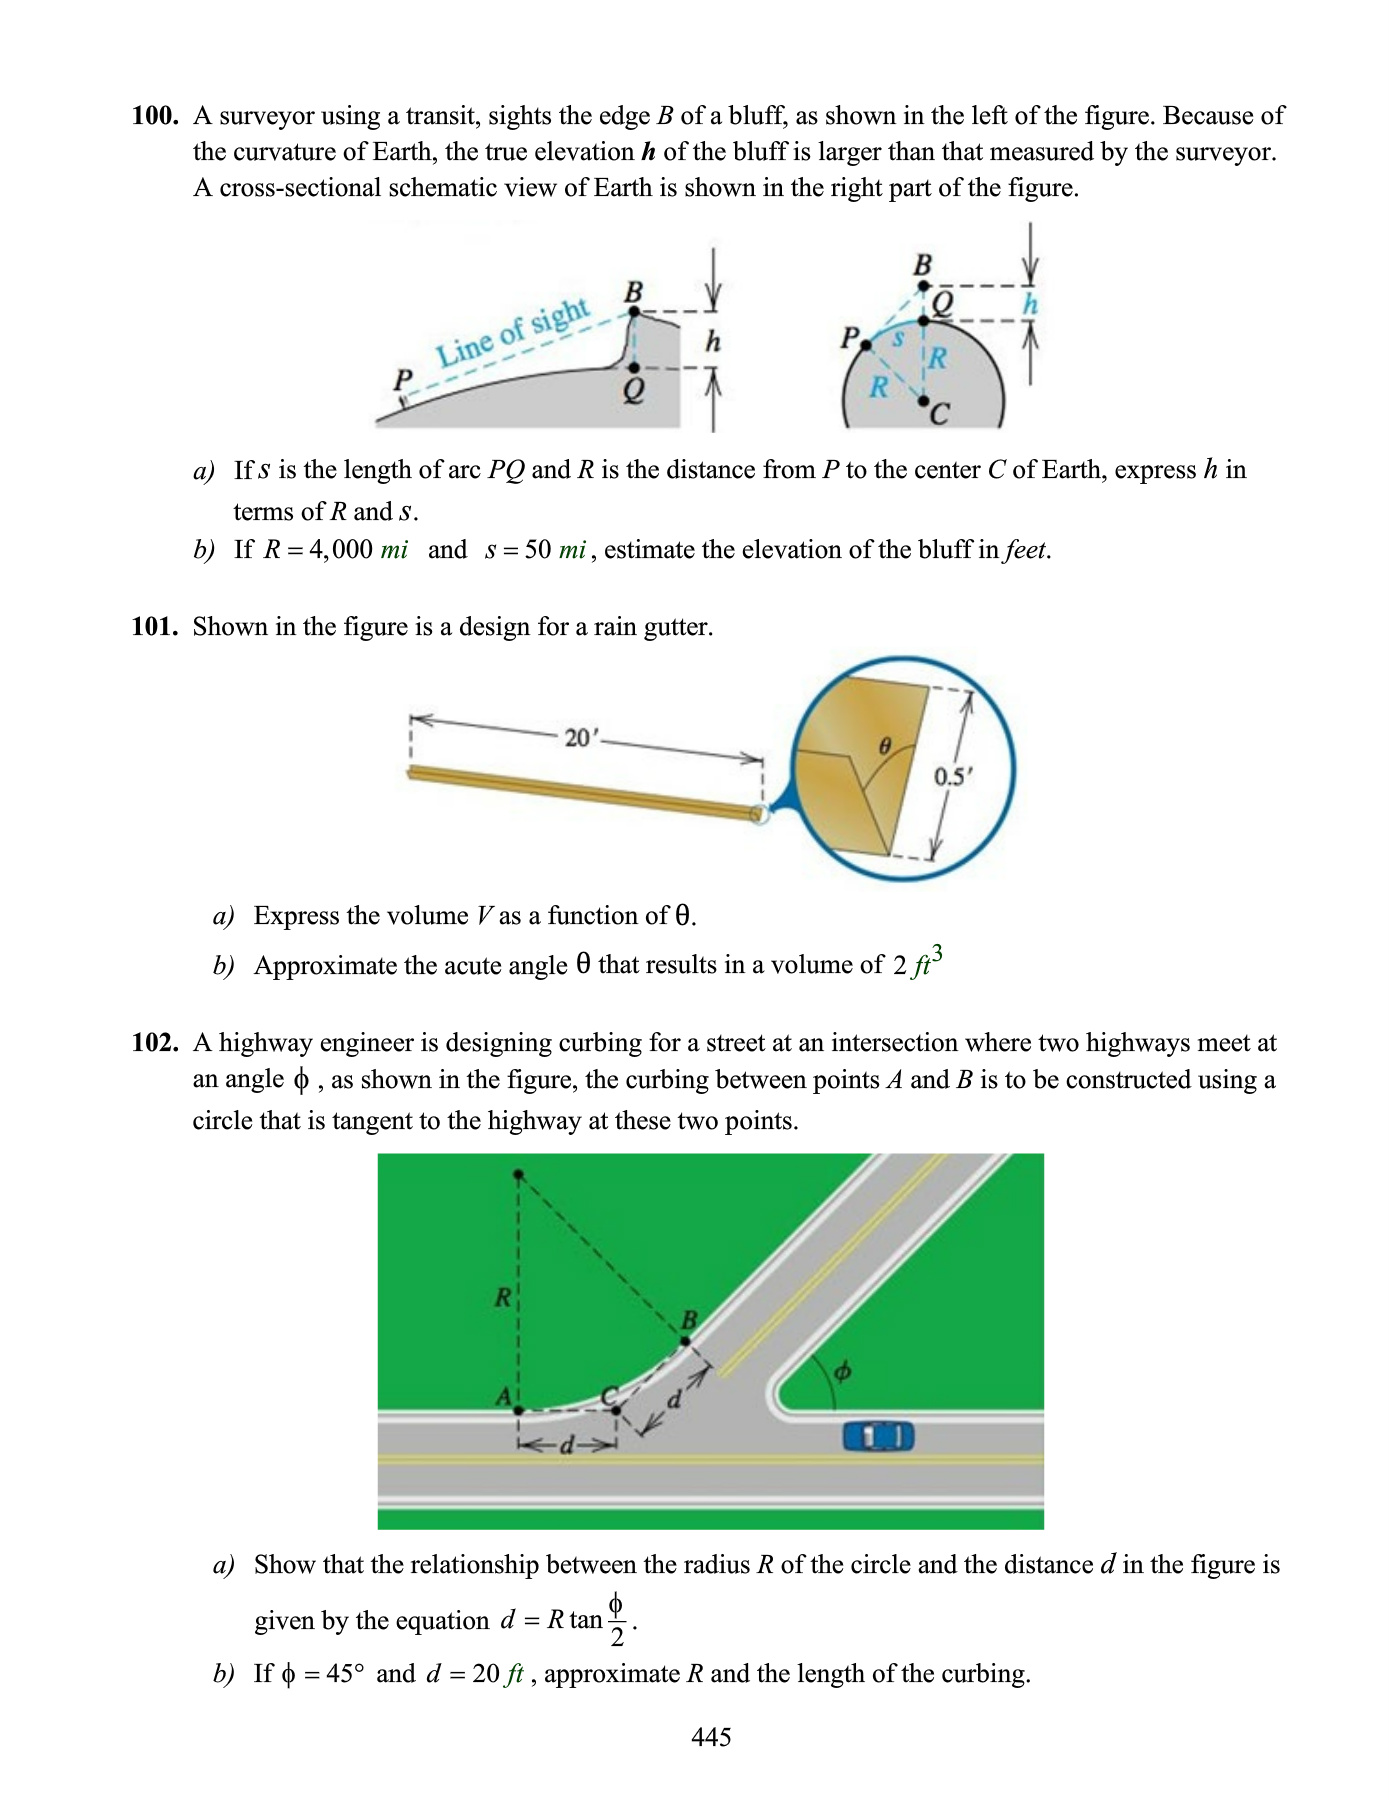 100. A surveyor using a transit, sights the edge B of a bluff, as shown in the left of the figure. Because of
the curvature of Earth, the true elevation h of the bluff is larger than that measured by the surveyor.
A cross-sectional schematic view of Earth is shown in the right part of the figure.
P
Line of sight
B
Q
h
B
Q
h
P
s
R
R
C
a) If s is the length of arc PQ and R is the distance from P to the center C of Earth, express h in
terms of R and s.
b) If R = 4,000 mi and s = 50 mi, estimate the elevation of the bluff in feet.
101. Shown in the figure is a design for a rain gutter.
20'
θ
0.5'
a) Express the volume V as a function of θ.
b) Approximate the acute angle θ that results in a volume of 2 ft³
102. A highway engineer is designing curbing for a street at an intersection where two highways meet at
an angle ϕ , as shown in the figure, the curbing between points A and B is to be constructed using a
circle that is tangent to the highway at these two points.
R
B
A
C
d
d
ϕ
a) Show that the relationship between the radius R of the circle and the distance d in the figure is
given by the equation d = R tan ϕ/2 .
b) If ϕ = 45° and d = 20 ft , approximate R and the length of the curbing.
445